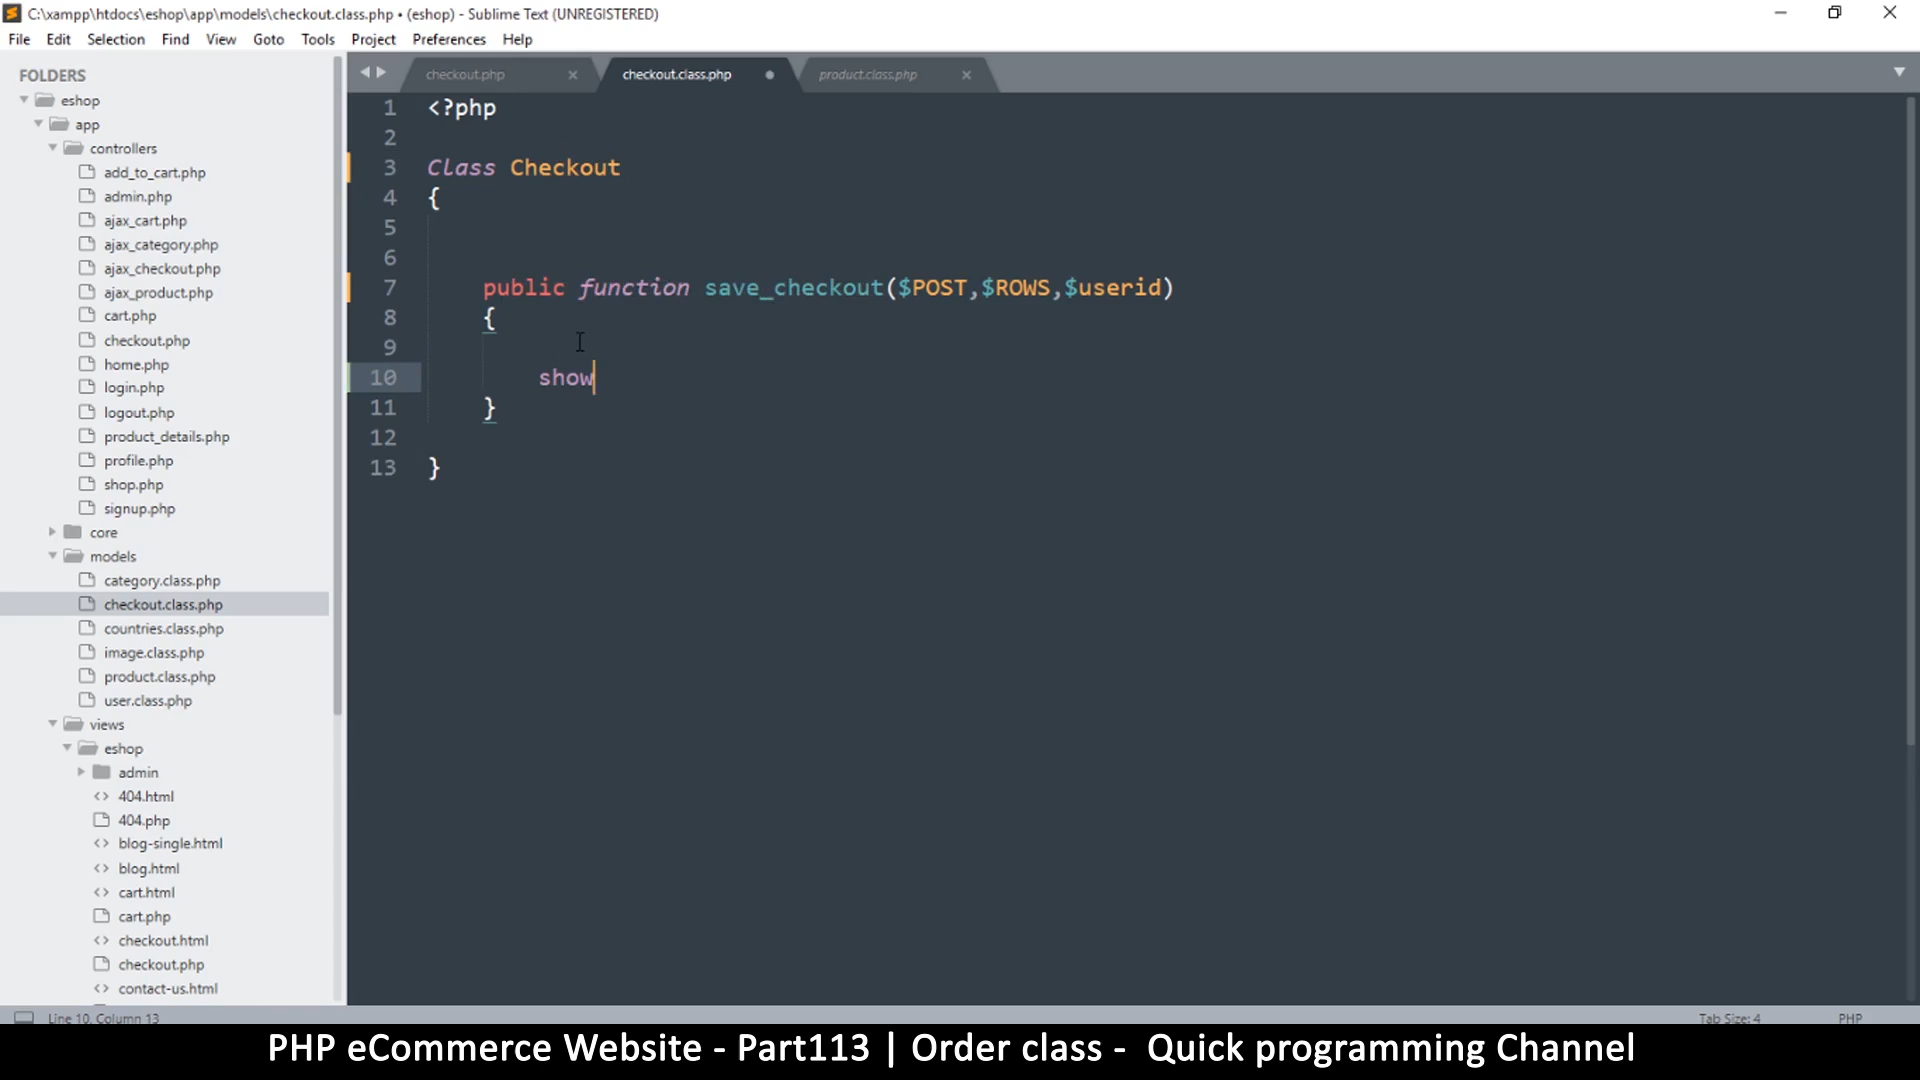 C:\xampp\htdocs\eshop\app\models\checkout.class.php • (eshop) - Sublime Text (UNREGISTERED)
File Edit Selection Find View Goto Tools Project Preferences Help
FOLDERS
eshop
app
controllers
add_to_cart.php
admin.php
ajax_cart.php
ajax_category.php
ajax_checkout.php
ajax_product.php
cart.php
checkout.php
home.php
login.php
logout.php
product_details.php
profile.php
shop.php
signup.php
core
models
category.class.php
checkout.class.php
countries.class.php
image.class.php
product.class.php
user.class.php
views
eshop
admin
404.html
404.php
blog-single.html
blog.html
cart.html
cart.php
checkout.html
checkout.php
contact-us.html
checkout.php checkout.class.php product.class.php
1 <?php
2
3 Class Checkout
4 {
5
6
7 public function save_checkout($POST,$ROWS,$userid)
8 {
9
10 show
11 }
12
13 }
Line 10, Column 13 Tab Size: 4 PHP
PHP eCommerce Website - Part113 | Order class - Quick programming Channel